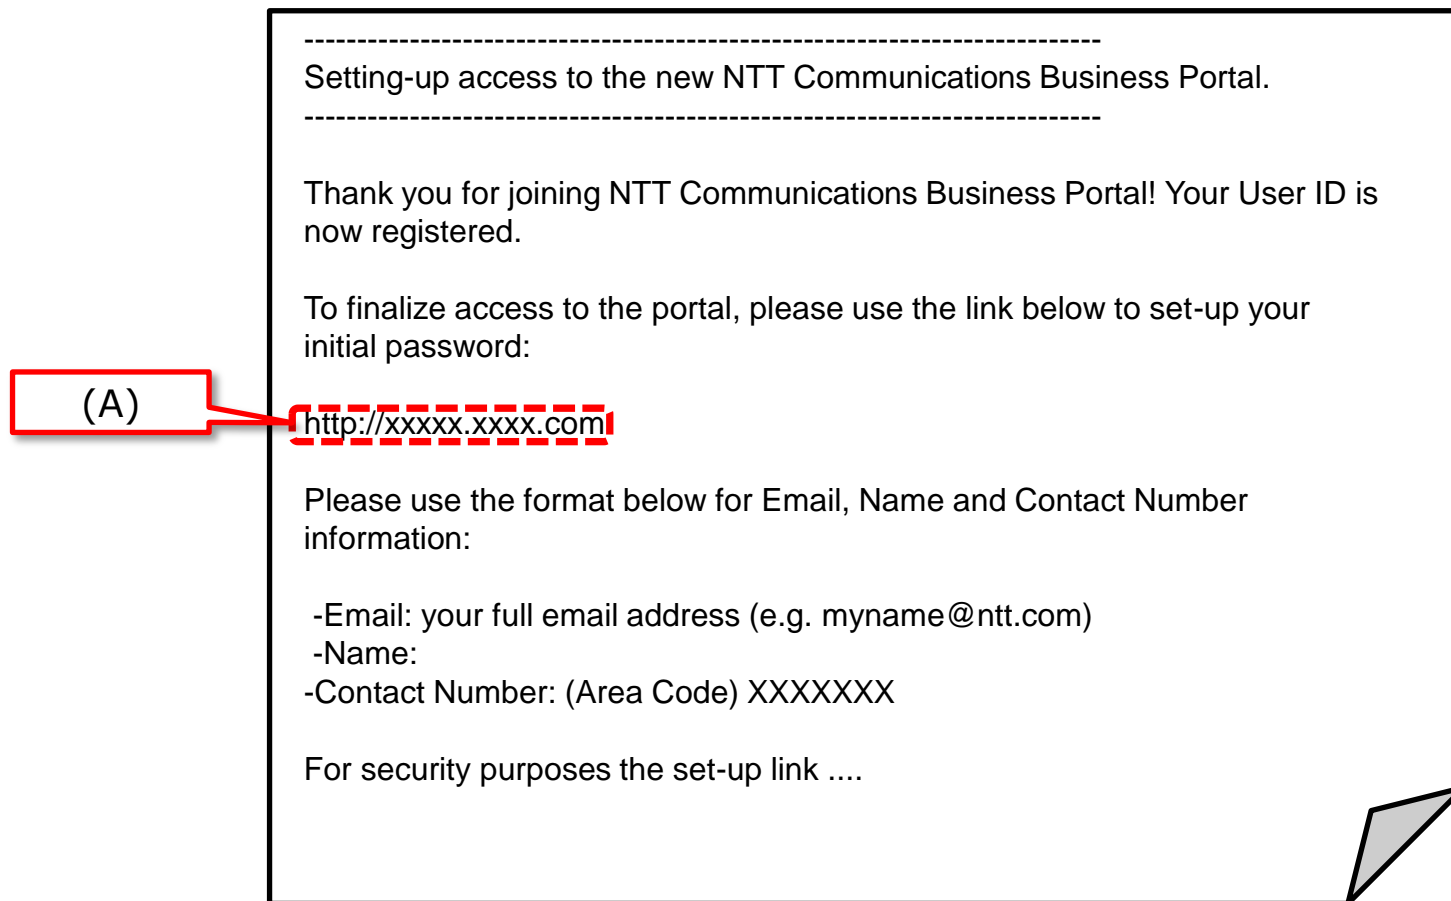 ---------------------------------------------------------------------------
Setting-up access to the new NTT Communications Business Portal.
---------------------------------------------------------------------------
Thank you for joining NTT Communications Business Portal! Your User ID is
now registered.
To finalize access to the portal, please use the link below to set-up your
initial password:
(A)
http://xxxxx.xxxx.com
Please use the format below for Email, Name and Contact Number
information:
-Email: your full email address (e.g. myname@ntt.com)
-Name:
-Contact Number: (Area Code) XXXXXXX
For security purposes the set-up link ....